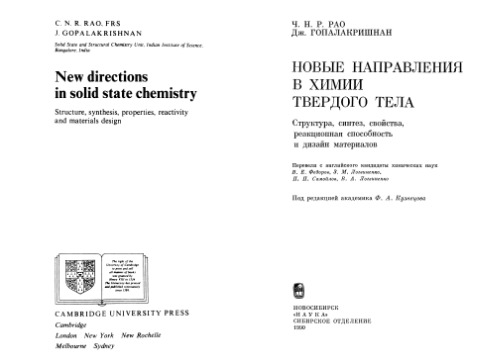 C. N. R. RAO, FRS
J. GOPALAKRISHNAN
Solid State and Structural Chemistry Unit, Indian Institute of Science,
Bangalore, India
New directions
in solid state chemistry
Structure, synthesis, properties, reactivity
and materials design
The right of the
University of Cambridge
to print and sell
all manner of books
was granted by
Henry VIII in 1534.
The University has printed
and published continuously
since 1584.
CAMBRIDGE UNIVERSITY PRESS
Cambridge
London New York New Rochelle
Melbourne Sydney
Ч. Н. Р. РАО
Дж. ГОПАЛАКРИШНАН
НОВЫЕ НАПРАВЛЕНИЯ
В ХИМИИ
ТВЕРДОГО ТЕЛА
Структура, синтез, свойства,
реакционная способность
и дизайн материалов
Перевели с английского кандидаты химических наук
В. Е. Федоров,
Под редакцией академика Ф. А. Кузнецова
НОВОСИБИРСК
«НАУКА»
СИБИРСКОЕ ОТДЕЛЕНИЕ
1990